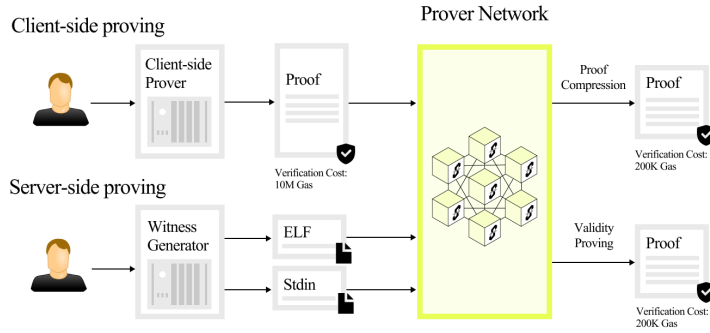 Prover Network
Client-side proving
Client-side
Prover
Proof
Verification Cost:
10M Gas
Proof
Compression
Proof
Verification Cost:
200K Gas
Server-side proving
Witness
Generator
ELF
Stdin
Validity
Proving
Proof
Verification Cost:
200K Gas